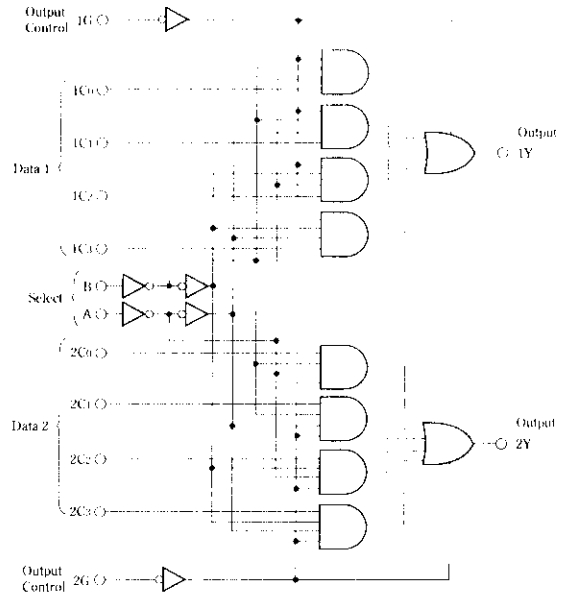 Output
Control 1G
1C0
1C1
Data 1
1C2
1C3
Output
1Y
Select
B
A
2C0
2C1
Data 2
2C2
2C3
Output
2Y
Output
Control 2G